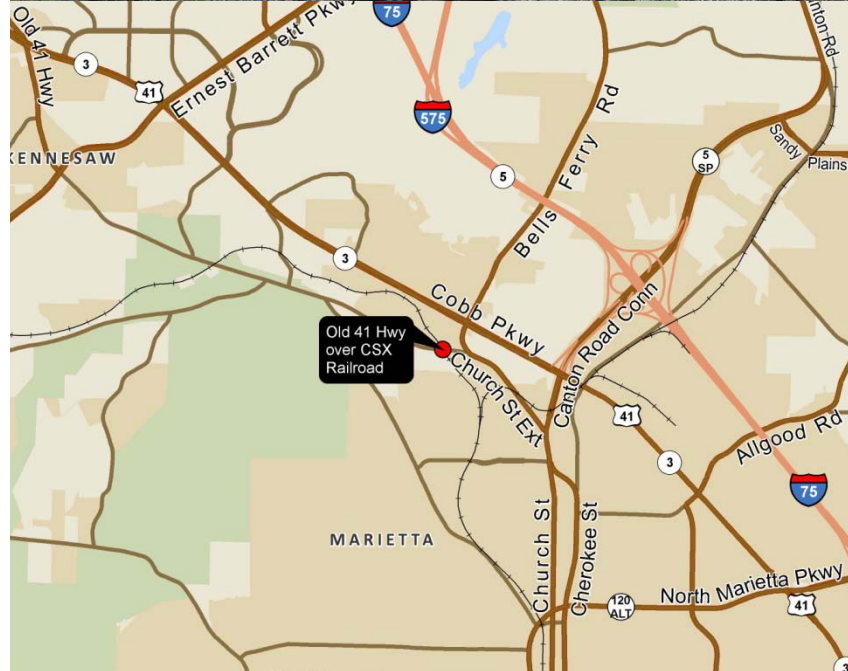 75
Old 41 Hwy
3
41
Ernest Barrett Pkwy
KENNESAW
575
5
Bells Ferry Rd
5
SP
Sandy
Plains
3
Cobb Pkwy
Canton Road Conn
Old 41 Hwy
over CSX
Railroad
Church St Ext
41
3
Allgood Rd
75
MARIETTA
Church St
Cherokee St
120
ALT
North Marietta Pkwy
41
3